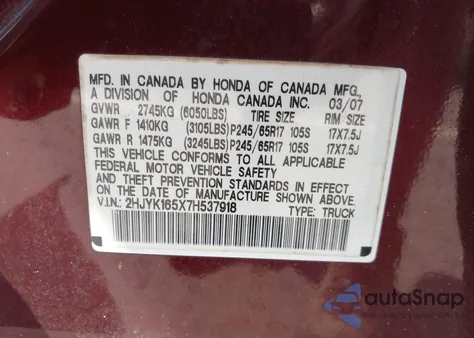 MFD. IN CANADA BY HONDA OF CANADA MFG.,
A DIVISION OF HONDA CANADA INC. 03/07
GVWR 2745KG (6050LBS) TIRE SIZE RIM SIZE
GAWR F 1410KG (3105LBS)P245/65R17 105S 17X7.5J
GAWR R 1475KG (3245LBS)P245/65R17 105S 17X7.5J
THIS VEHICLE CONFORMS TO ALL APPLICABLE
FEDERAL MOTOR VEHICLE SAFETY
AND THEFT PREVENTION STANDARDS IN EFFECT
ON THE DATE OF MANUFACTURE SHOWN ABOVE.
V.I.N.: 2HJYK165X7H537918 TYPE: TRUCK
autoSnap